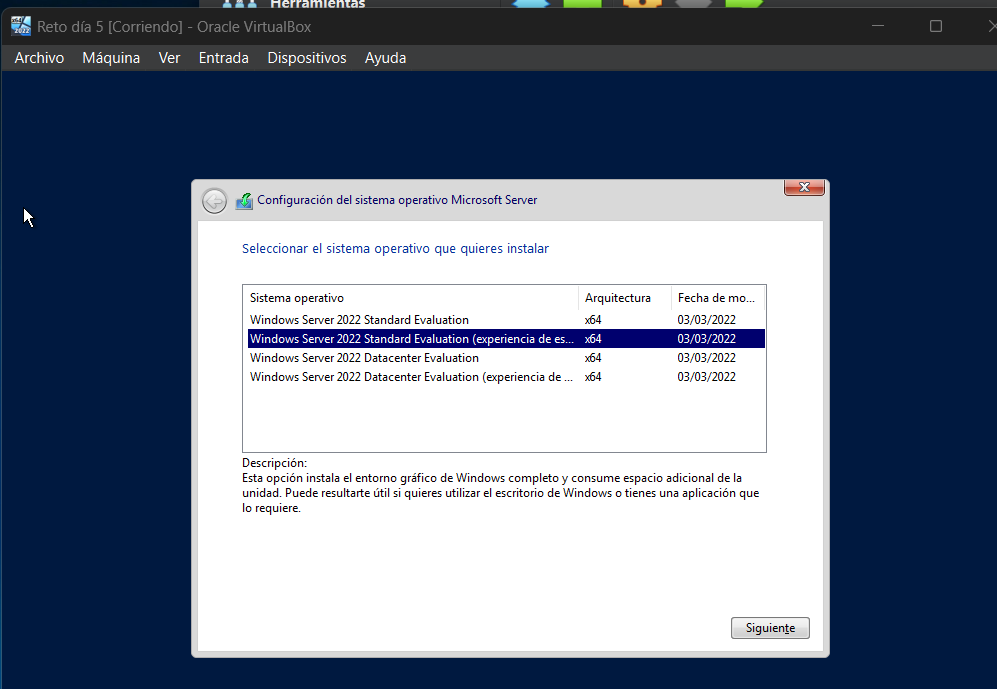 Herramientas
Reto día 5 [Corriendo] - Oracle VirtualBox
Archivo Máquina Ver Entrada Dispositivos Ayuda
Configuración del sistema operativo Microsoft Server
Seleccionar el sistema operativo que quieres instalar
Sistema operativo Arquitectura Fecha de mo...
Windows Server 2022 Standard Evaluation x64 03/03/2022
Windows Server 2022 Standard Evaluation (experiencia de es... x64 03/03/2022
Windows Server 2022 Datacenter Evaluation x64 03/03/2022
Windows Server 2022 Datacenter Evaluation (experiencia de ... x64 03/03/2022
Descripción:
Esta opción instala el entorno gráfico de Windows completo y consume espacio adicional de la
unidad. Puede resultarte útil si quieres utilizar el escritorio de Windows o tienes una aplicación que
lo requiere.
Siguiente